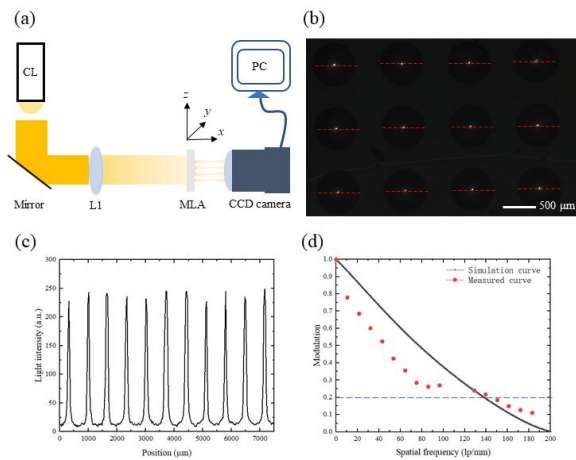 (a)
CL
PC
z
y
x
Mirror
L1
MLA
CCD camera
(b)
500 μm
(c)
300
250
200
150
100
50
0
Light intensity (a.u.)
0 1000 2000 3000 4000 5000 6000 7000
Position (μm)
(d)
1.0
0.9
0.8
0.7
0.6
0.5
0.4
0.3
0.2
0.1
0.0
Modulation
Simulation curve
Measured curve
0 20 40 60 80 100 120 140 160 180 200
Spatial frequency (lp/mm)